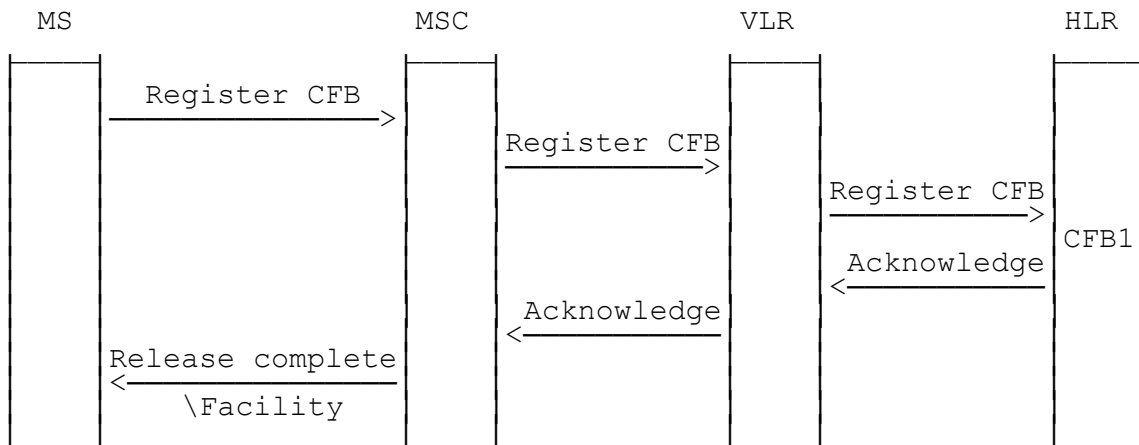 MS MSC VLR HLR
Register CFB
Register CFB
Register CFB
CFB1
Acknowledge
Acknowledge
Release complete
\Facility